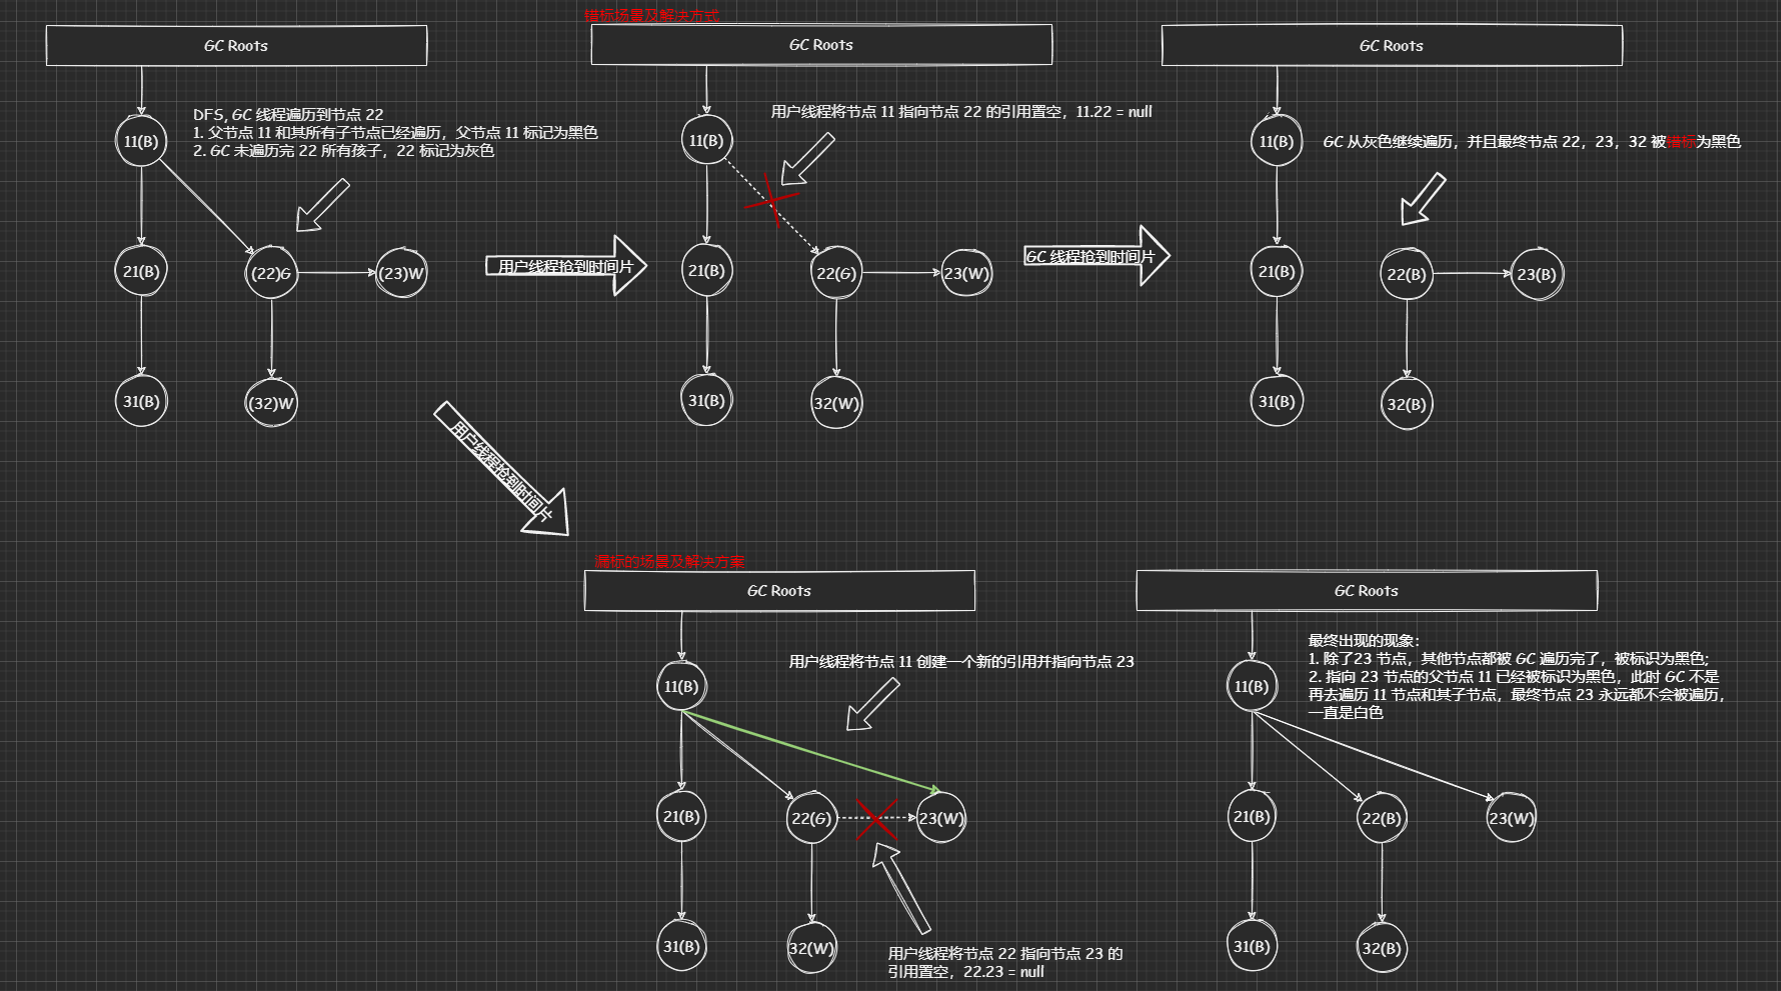 GC Roots
DFS, GC 线程遍历到节点 22
1. 父节点 11 和其所有子节点已经遍历，父节点 11 标记为黑色
2. GC 未遍历完 22 所有孩子，22 标记为灰色
11(B)
21(B)
(22)G
(23)W
31(B)
(32)W
用户线程抢到时间片
错标场景及解决方式
GC Roots
用户线程将节点 11 指向节点 22 的引用置空，11.22 = null
11(B)
21(B)
22(G)
23(W)
31(B)
32(W)
GC 线程抢到时间片
GC Roots
11(B)
GC 从灰色继续遍历，并且最终节点 22，23，32 被错标为黑色
21(B)
22(B)
23(B)
31(B)
32(B)
用户线程抢到时间片
漏标的场景及解决方案
GC Roots
用户线程将节点 11 创建一个新的引用并指向节点 23
11(B)
21(B)
22(G)
23(W)
31(B)
32(W)
用户线程将节点 22 指向节点 23 的
引用置空，22.23 = null
GC Roots
最终出现的现象：
1. 除了23 节点，其他节点都被 GC 遍历完了，被标识为黑色;
2. 指向 23 节点的父节点 11 已经被标识为黑色，此时 GC 不是
再去遍历 11 节点和其子节点，最终节点 23 永远都不会被遍历，
一直是白色
11(B)
21(B)
22(B)
23(W)
31(B)
32(B)